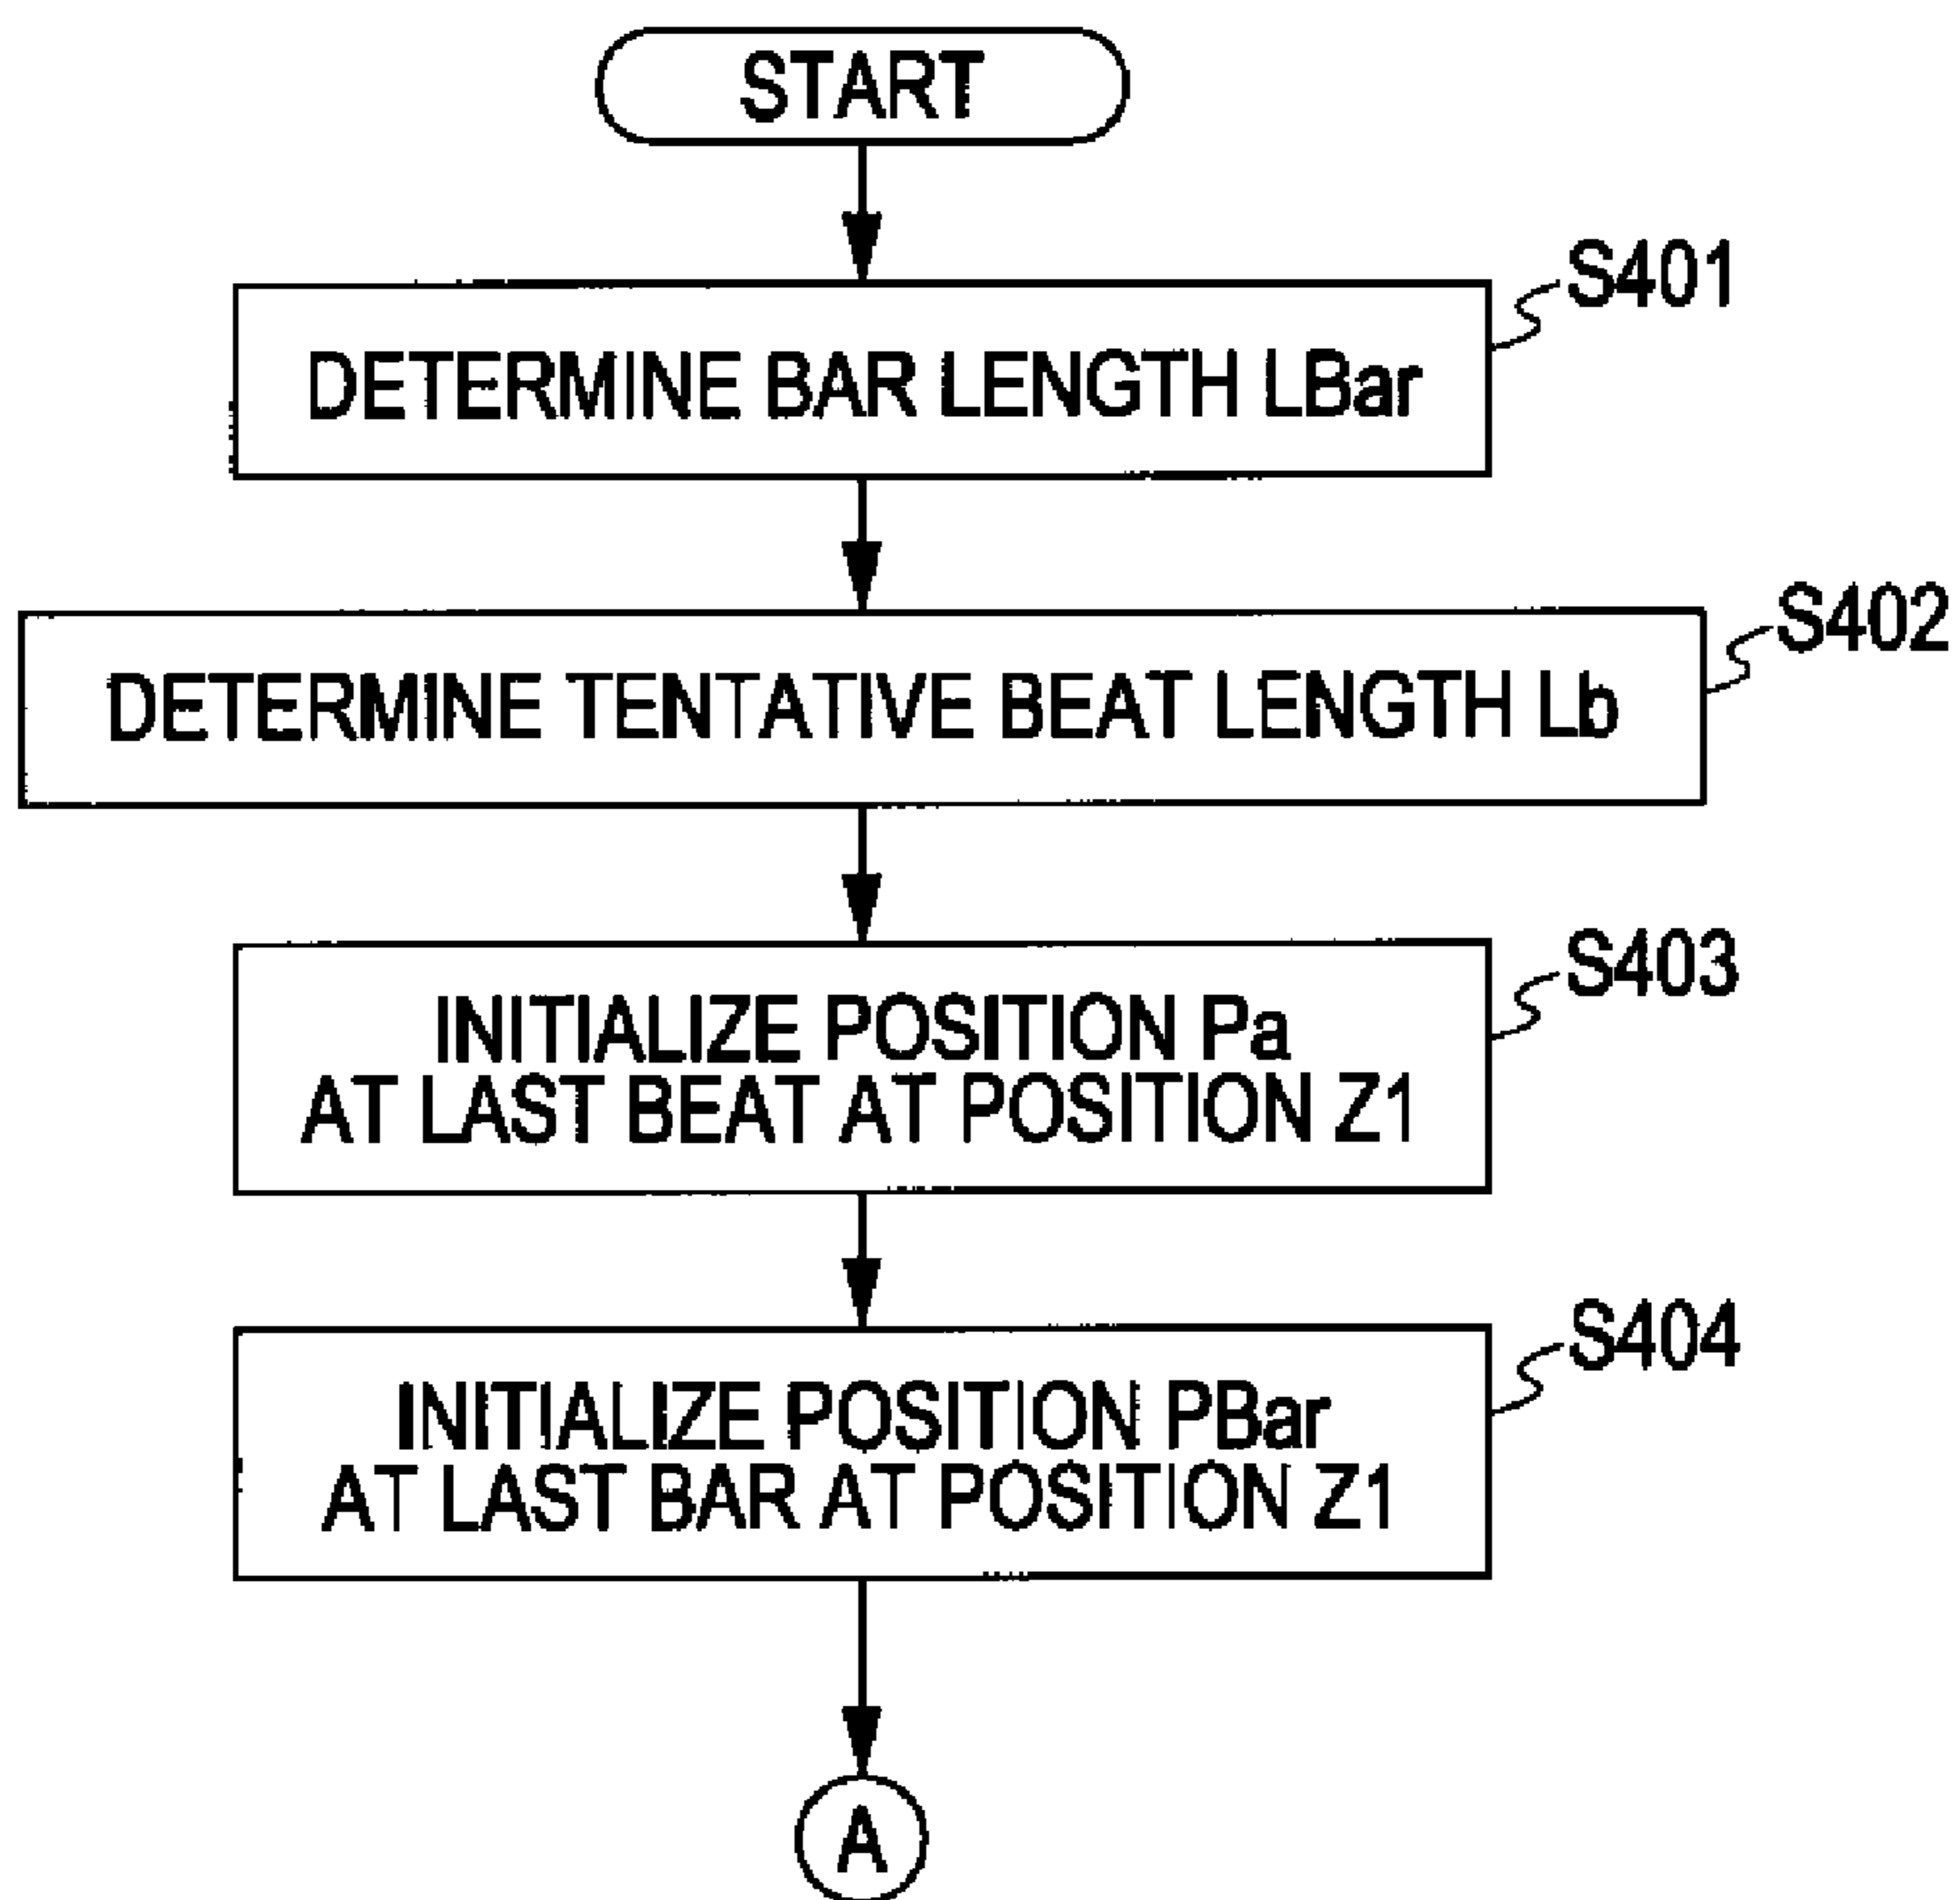 START
S401
DETERMINE BAR LENGTH LBar
S402
DETERMINE TENTATIVE BEAT LENGTH Lb
S403
INITIALIZE POSITION Pa
AT LAST BEAT AT POSITION Z1
S404
INITIALIZE POSITION PBar
AT LAST BAR AT POSITION Z1
A